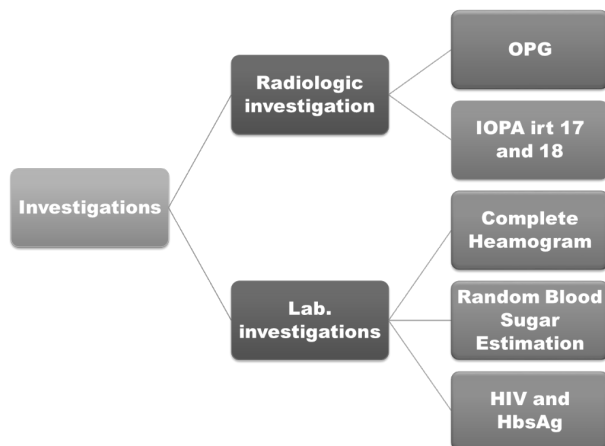 Investigations
Radiologic
investigation
OPG
IOPA irt 17
and 18
Lab.
investigations
Complete
Heamogram
Random Blood
Sugar
Estimation
HIV and
HbsAg